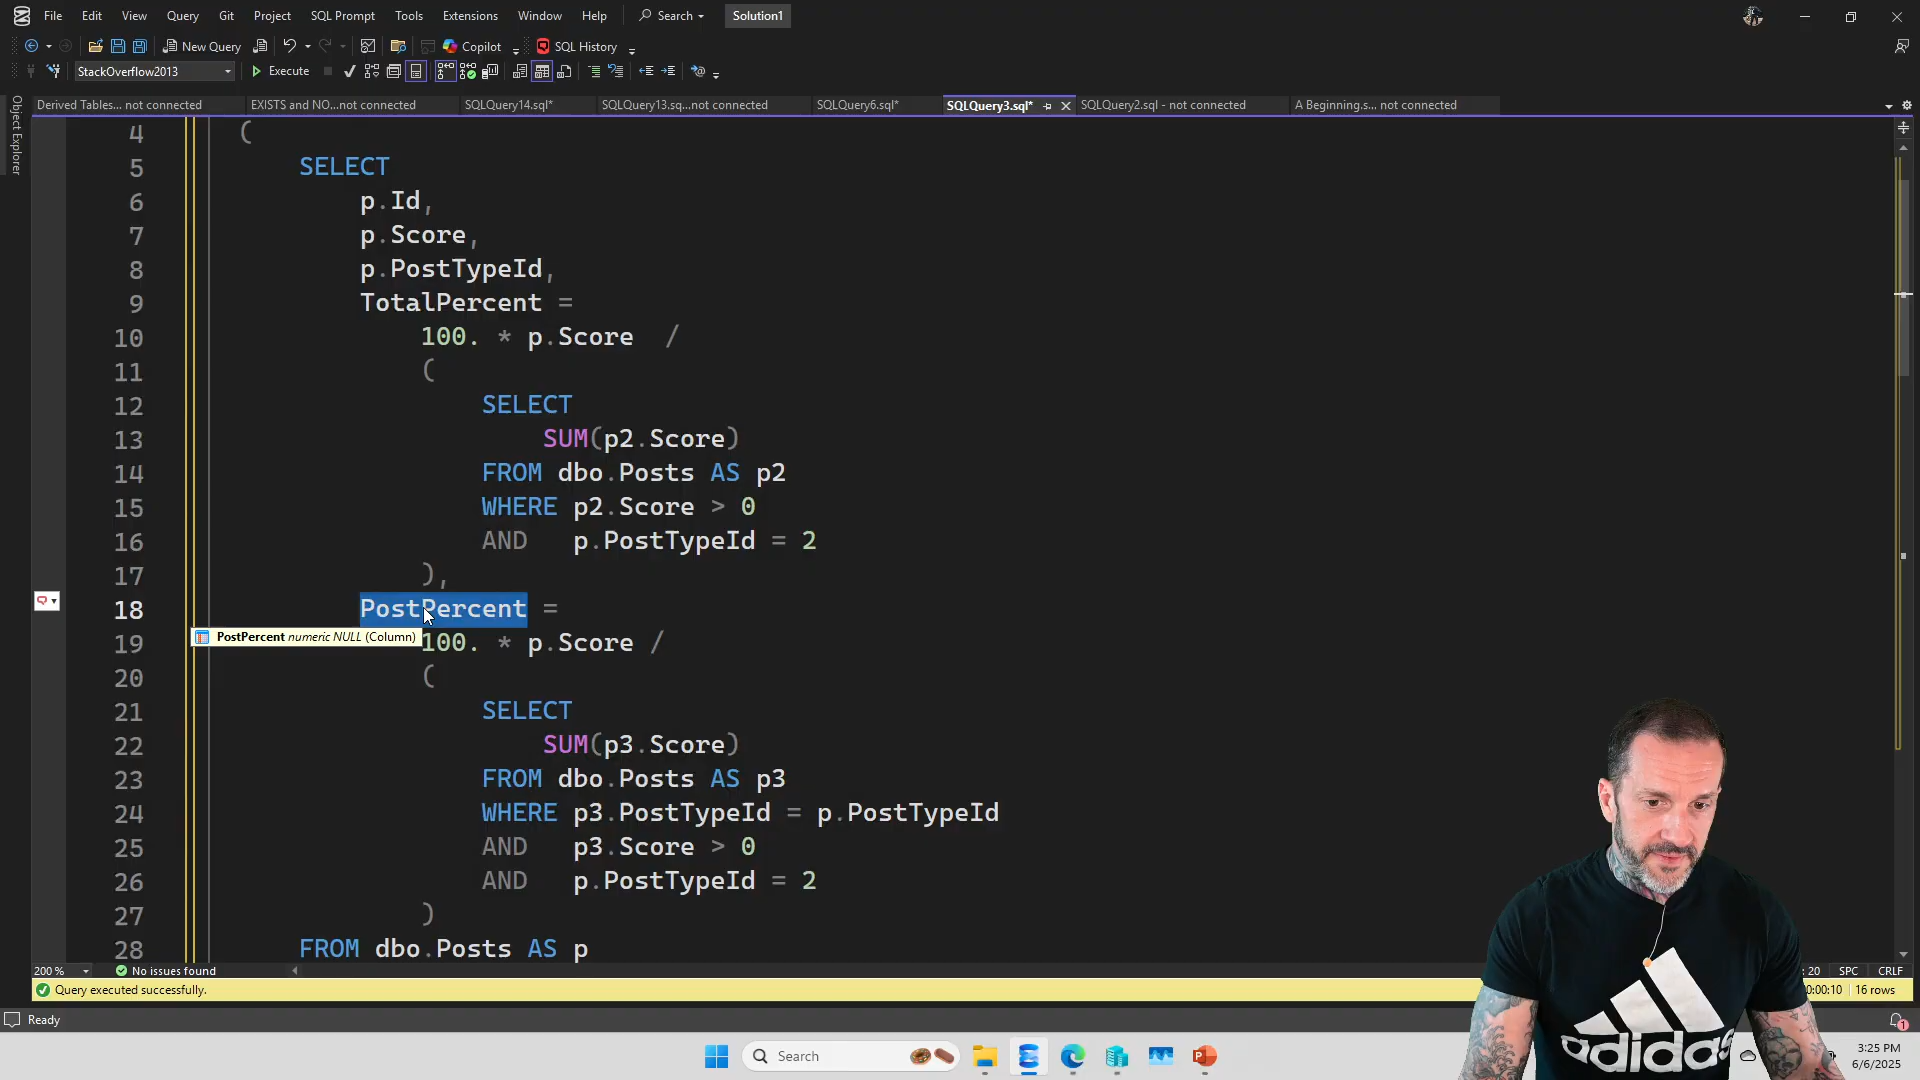 File Edit View Query Git Project SQL Prompt Tools Extensions Window Help Search Solution1
New Query Copilot SQL History
StackOverflow2013 Execute
Derived Tables... not connected EXISTS and NO...not connected SQLQuery14.sql* SQLQuery13.sq...not connected SQLQuery6.sql* SQLQuery3.sql* SQLQuery2.sql - not connected A Beginning.s... not connected
Object Explorer
4 (
5 SELECT
6 p.Id,
7 p.Score,
8 p.PostTypeId,
9 TotalPercent =
10 100. * p.Score /
11 (
12 SELECT
13 SUM(p2.Score)
14 FROM dbo.Posts AS p2
15 WHERE p2.Score > 0
16 AND p.PostTypeId = 2
17 ),
18 PostPercent =
PostPercent numeric NULL (Column)
19 100. * p.Score /
20 (
21 SELECT
22 SUM(p3.Score)
23 FROM dbo.Posts AS p3
24 WHERE p3.PostTypeId = p.PostTypeId
25 AND p3.Score > 0
26 AND p.PostTypeId = 2
27 )
28 FROM dbo.Posts AS p
200 % No issues found : 20 SPC CRLF
Query executed successfully. 0:00:10 16 rows
Ready 1
adidas
Search
3:25 PM
6/6/2025